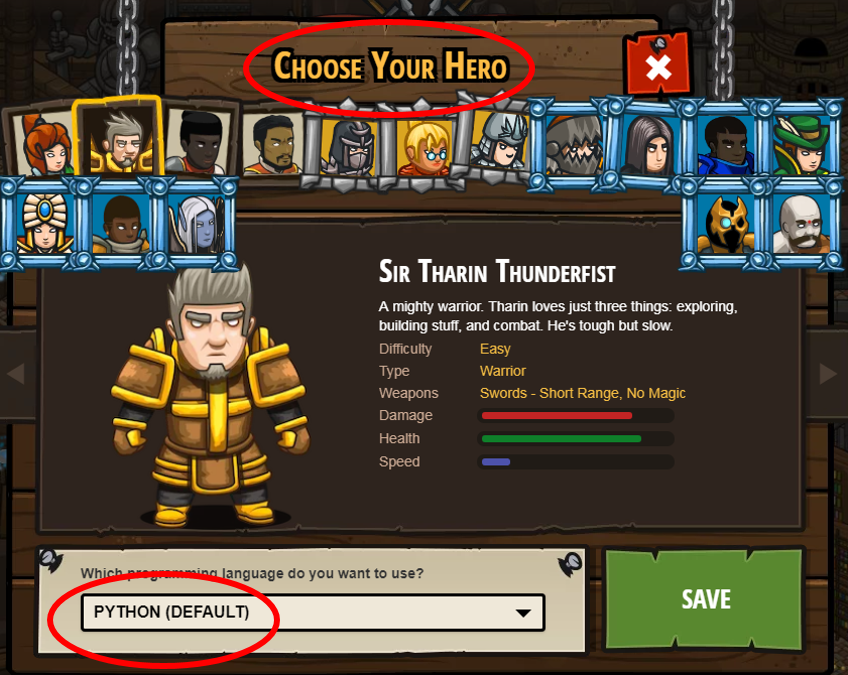 CHOOSE YOUR HERO
SIR THARIN THUNDERFIST
A mighty warrior. Tharin loves just three things: exploring,
building stuff, and combat. He's tough but slow.
Difficulty Easy
Type Warrior
Weapons Swords - Short Range, No Magic
Damage
Health
Speed
Which programming language do you want to use?
PYTHON (DEFAULT)
SAVE